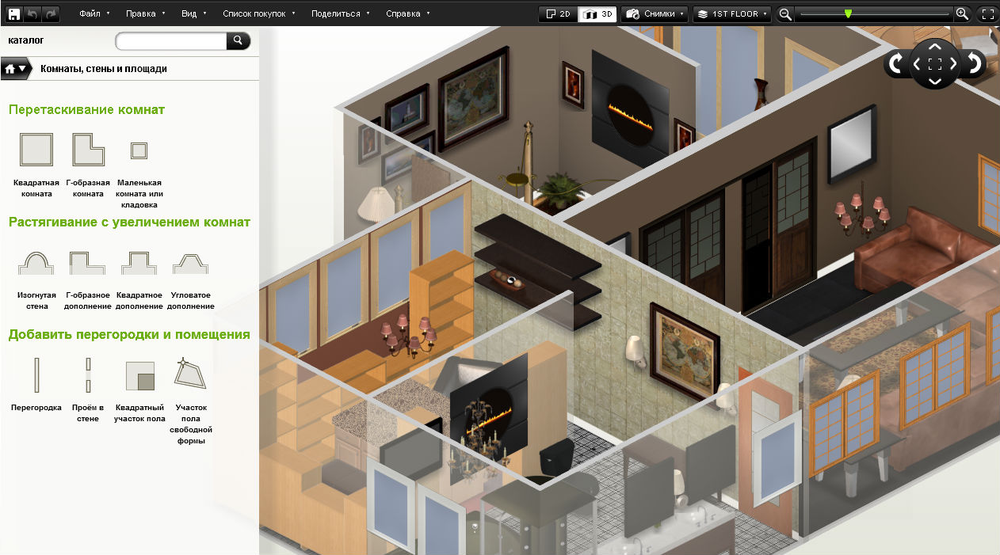 Файл Правка Вид Список покупок Поделиться Справка 2D 3D Снимки 1ST FLOOR
каталог
Комнаты, стены и площади
Перетаскивание комнат
Квадратная комната
Г-образная комната
Маленькая комната или кладовка
Растягивание с увеличением комнат
Изогнутая стена
Г-образное дополнение
Квадратное дополнение
Угловатое дополнение
Добавить перегородки и помещения
Перегородка
Проём в стене
Квадратный участок пола
Участок пола свободной формы